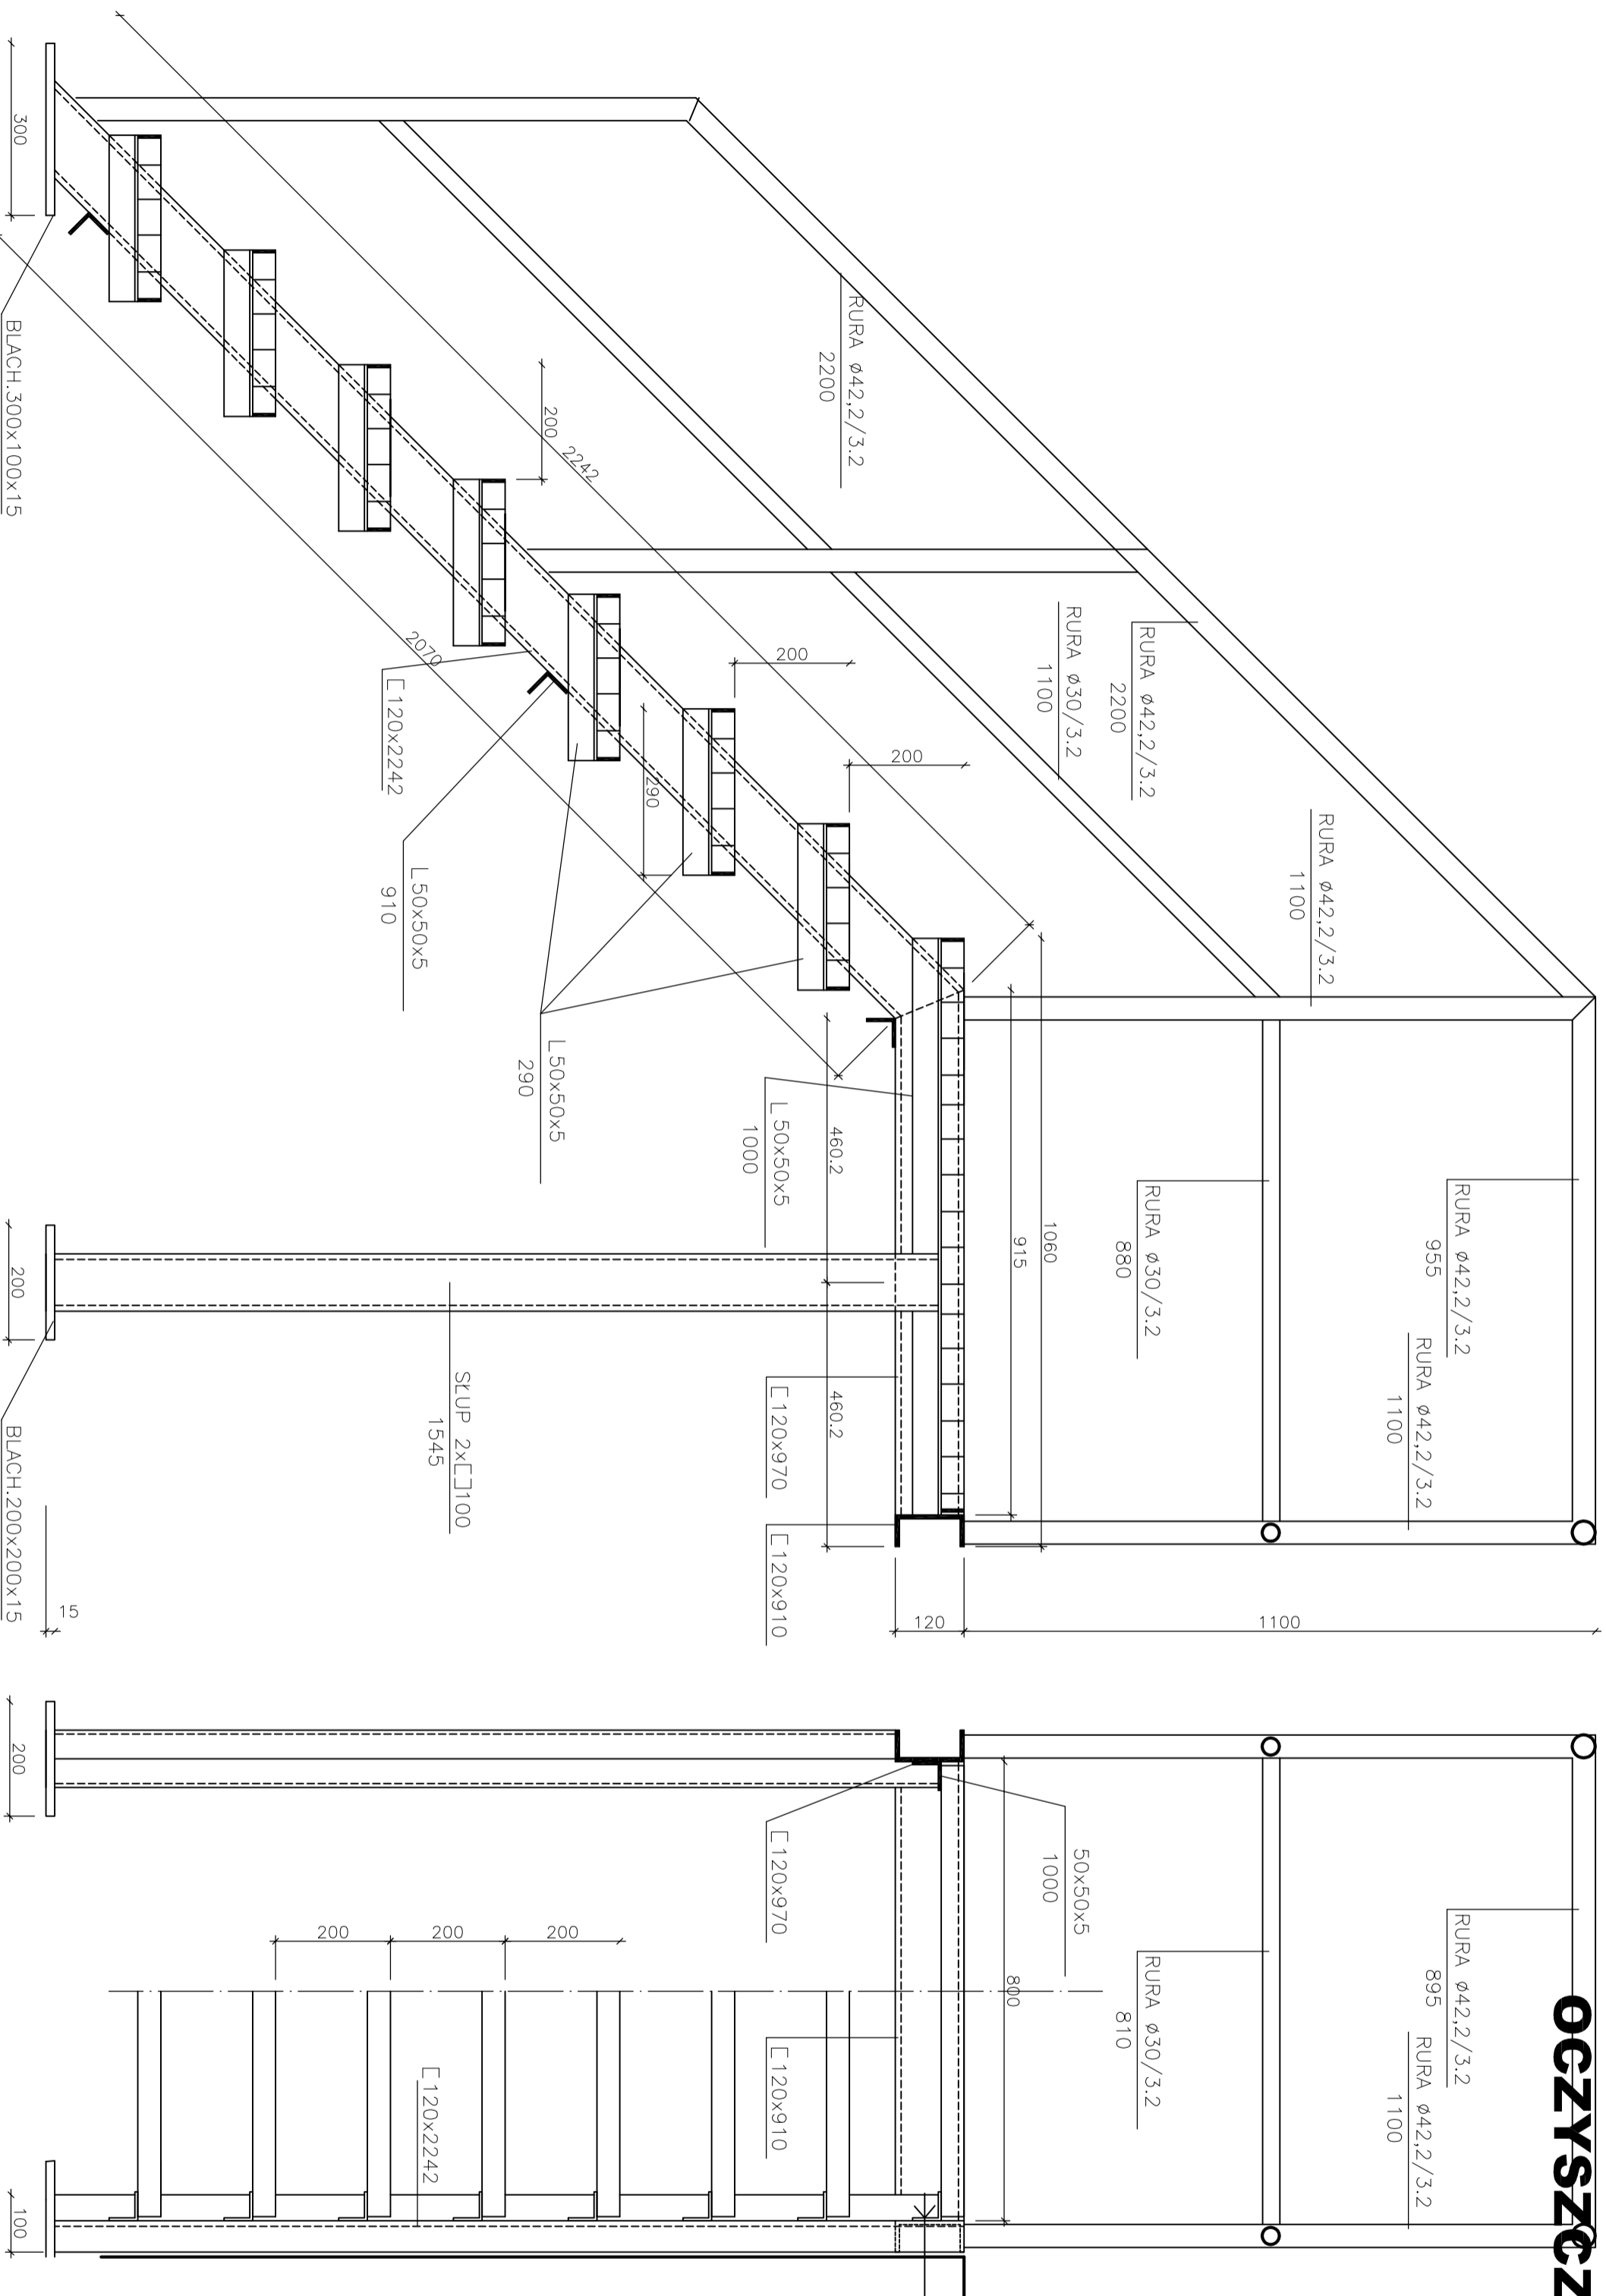 300
BLACH.300x100x15
RURA ø42,2/3.2
2200
200
2242
2070
[120x2242
L50x50x5
910
L50x50x5
290
200
290
200
RURA ø30/3.2
1100
RURA ø42,2/3.2
2200
RURA ø42,2/3.2
1100
L50x50x5
1000
460.2
915
1060
RURA ø30/3.2
880
RURA ø42,2/3.2
955
RURA ø42,2/3.2
1100
200
BLACH.200x200x15
SŁUP 2x[]100
1545
[120x970
460.2
[120x910
15
120
1100
200
[120x970
50x50x5
1000
200
200
200
800
RURA ø30/3.2
810
RURA ø42,2/3.2
895
RURA ø42,2/3.2
1100
[120x910
[120x2242
100